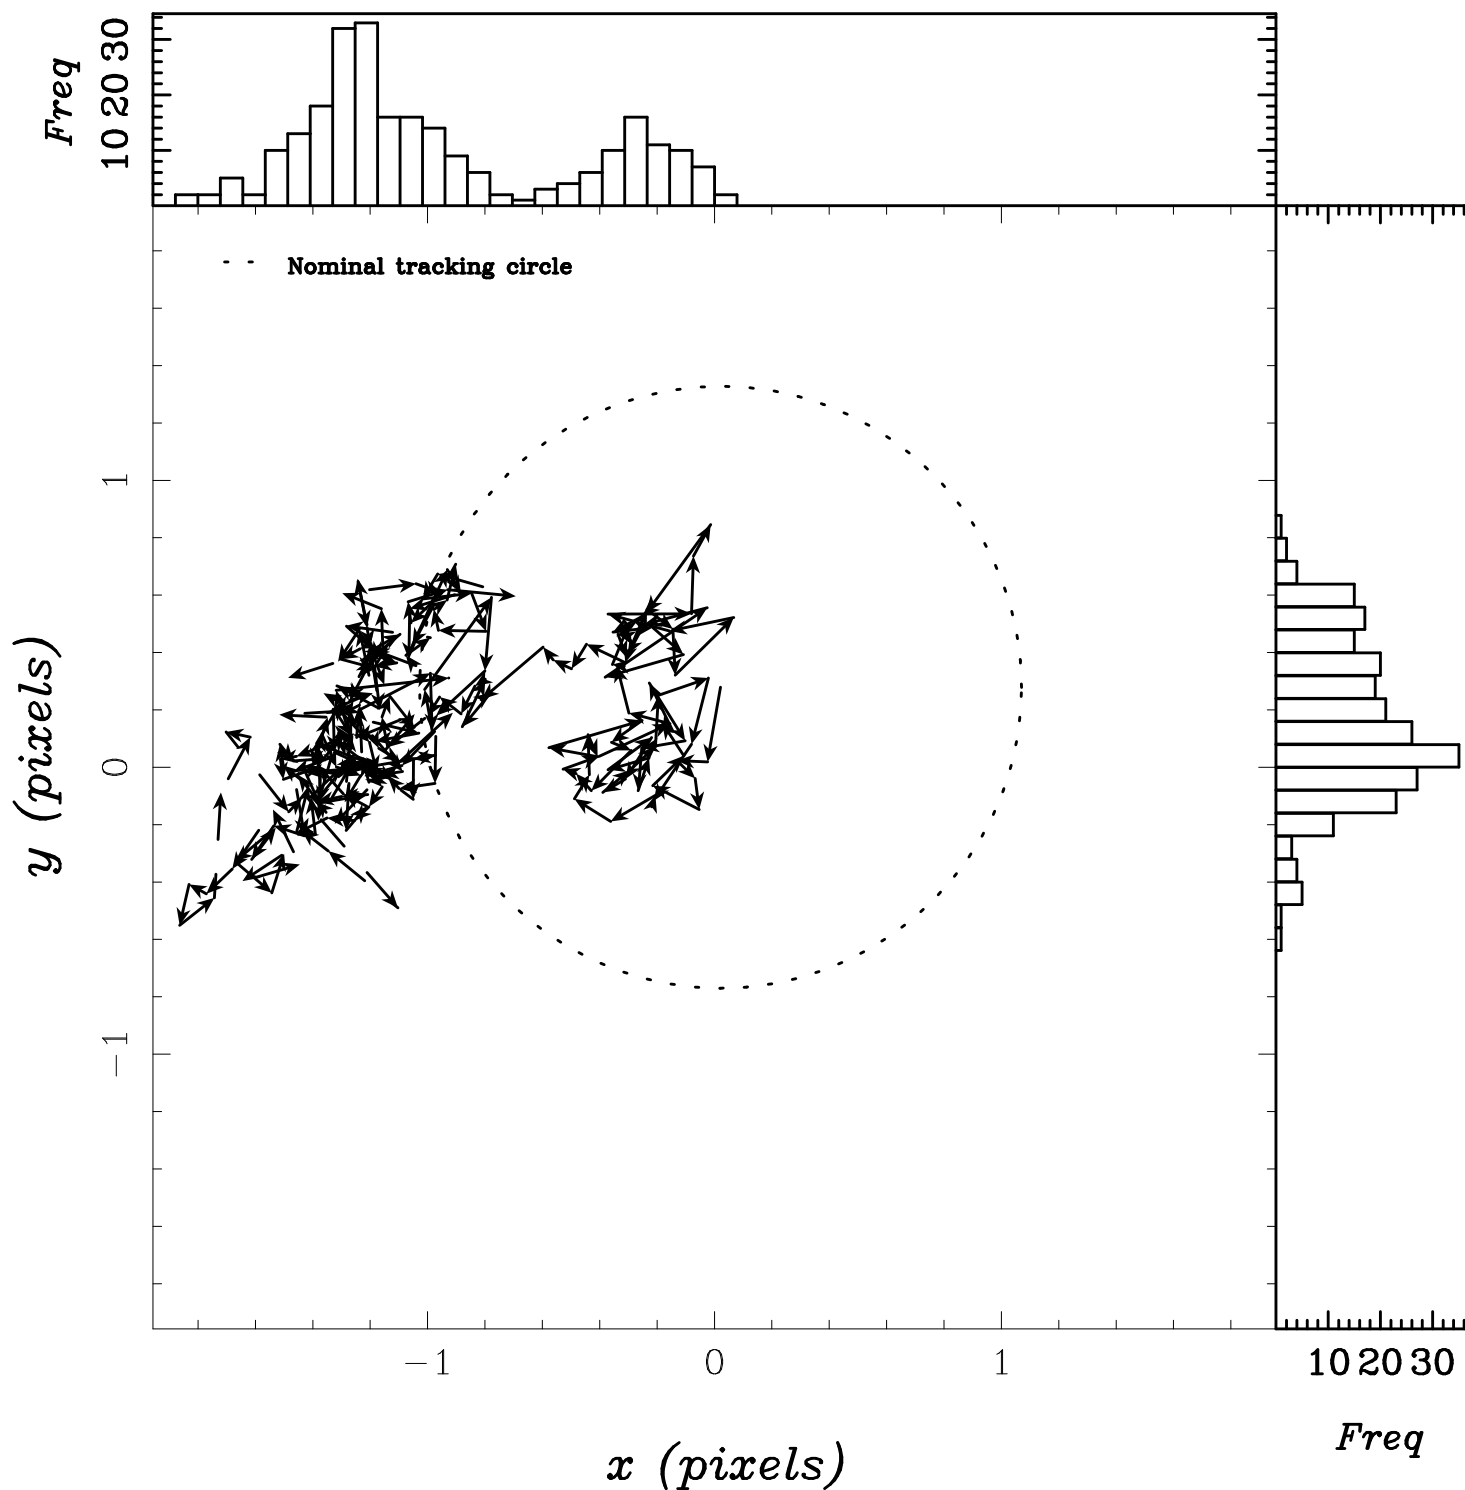 Freq
10 20 30
Nominal tracking circle
y (pixels)
1
0
−1
−1 0 1
x (pixels)
10 20 30
Freq